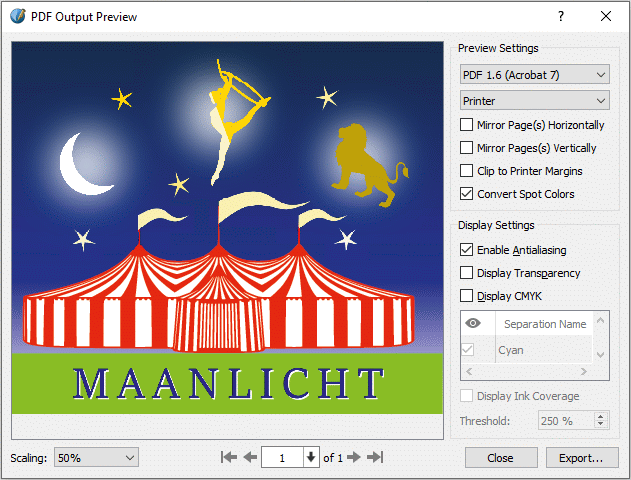 PDF Output Preview
?
Preview Settings
PDF 1.6 (Acrobat 7)
Printer
Mirror Page(s) Horizontally
Mirror Pages(s) Vertically
Clip to Printer Margins
Convert Spot Colors
Display Settings
Enable Antialiasing
Display Transparency
Display CMYK
Separation Name
Cyan
MAANLICHT
Display Ink Coverage
Threshold: 250 %
Scaling: 50% 1 of 1 Close Export...